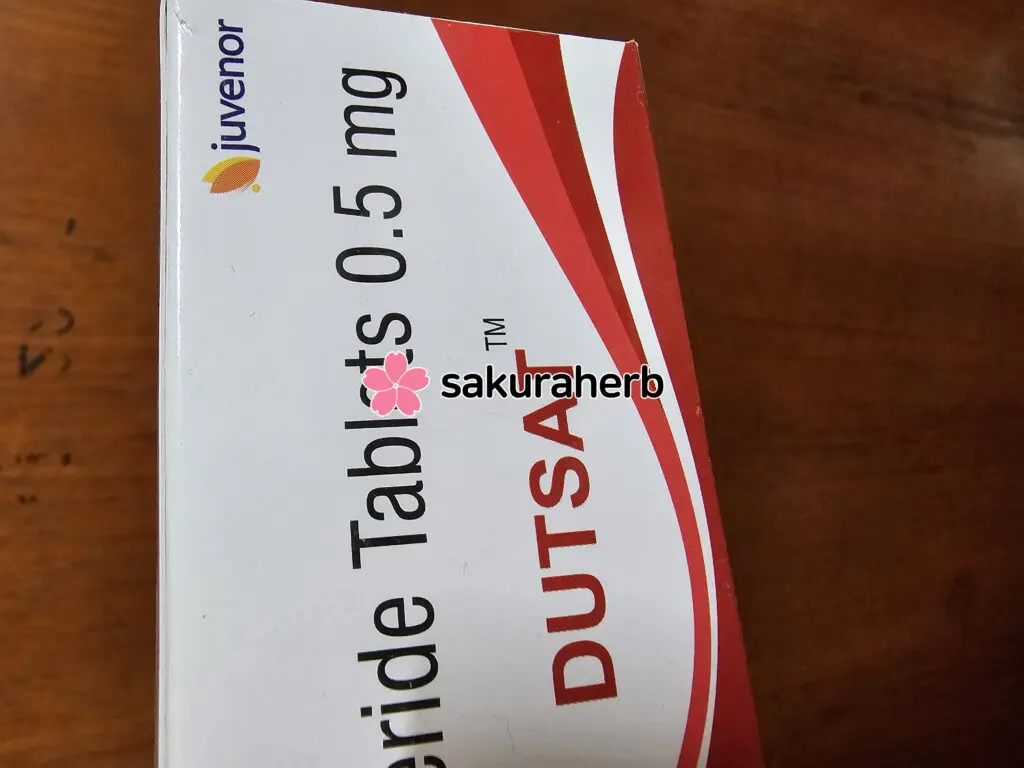 juvenor
eride Tablets 0.5 mg
DUTSAT™
sakuraherb